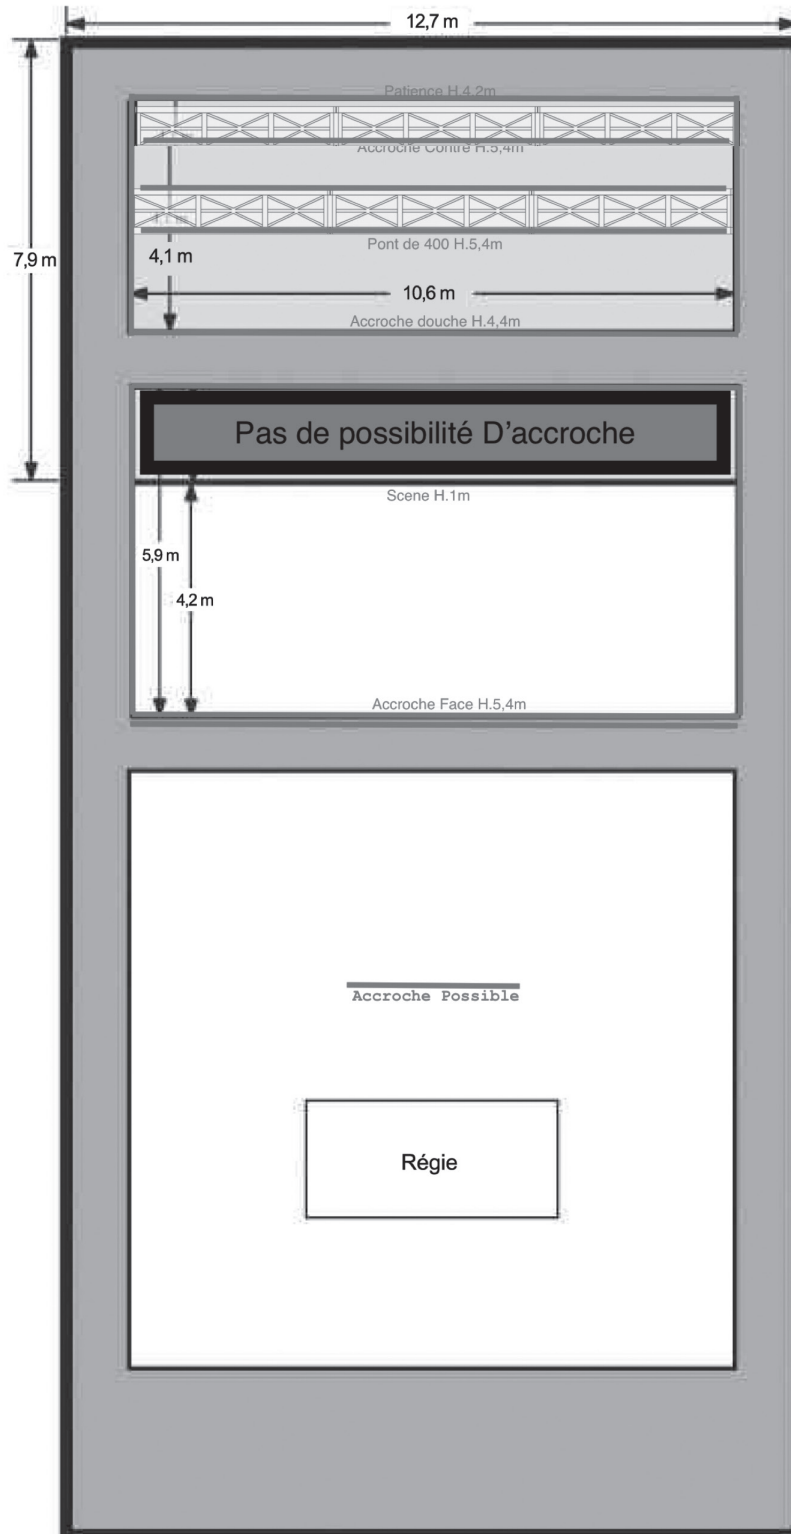 12,7 m
Patience H.4,2m
Accroche Contre H.5,4m
7,9 m
Pont de 400 H.5,4m
4,1 m
10,6 m
Accroche douche H.4,4m
Pas de possibilité D'accroche
Scene H.1m
5,9 m
4,2 m
Accroche Face H.5,4m
Accroche Possible
Régie